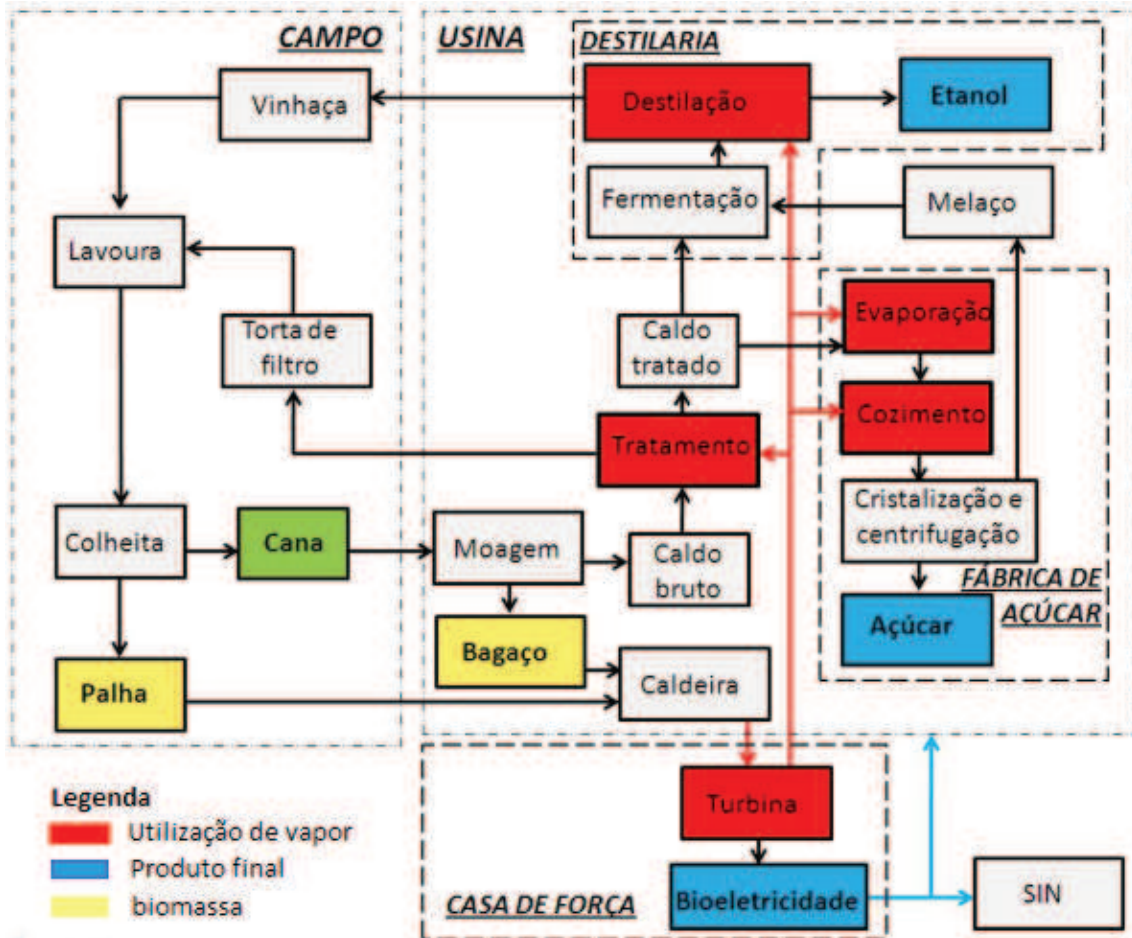 CAMPO
USINA
DESTILARIA
Vinhaça
Destilação
Etanol
Fermentação
Melaço
Lavoura
Torta de
filtro
Caldo
tratado
Evaporação
Cozimento
Tratamento
Cristalização e
centrifugação
Colheita
Cana
Moagem
Caldo
bruto
FÁBRICA DE
AÇÚCAR
Açúcar
Bagaço
Palha
Caldeira
Legenda
Utilização de vapor
Produto final
biomassa
Turbina
Bioeletricidade
SIN
CASA DE FORÇA